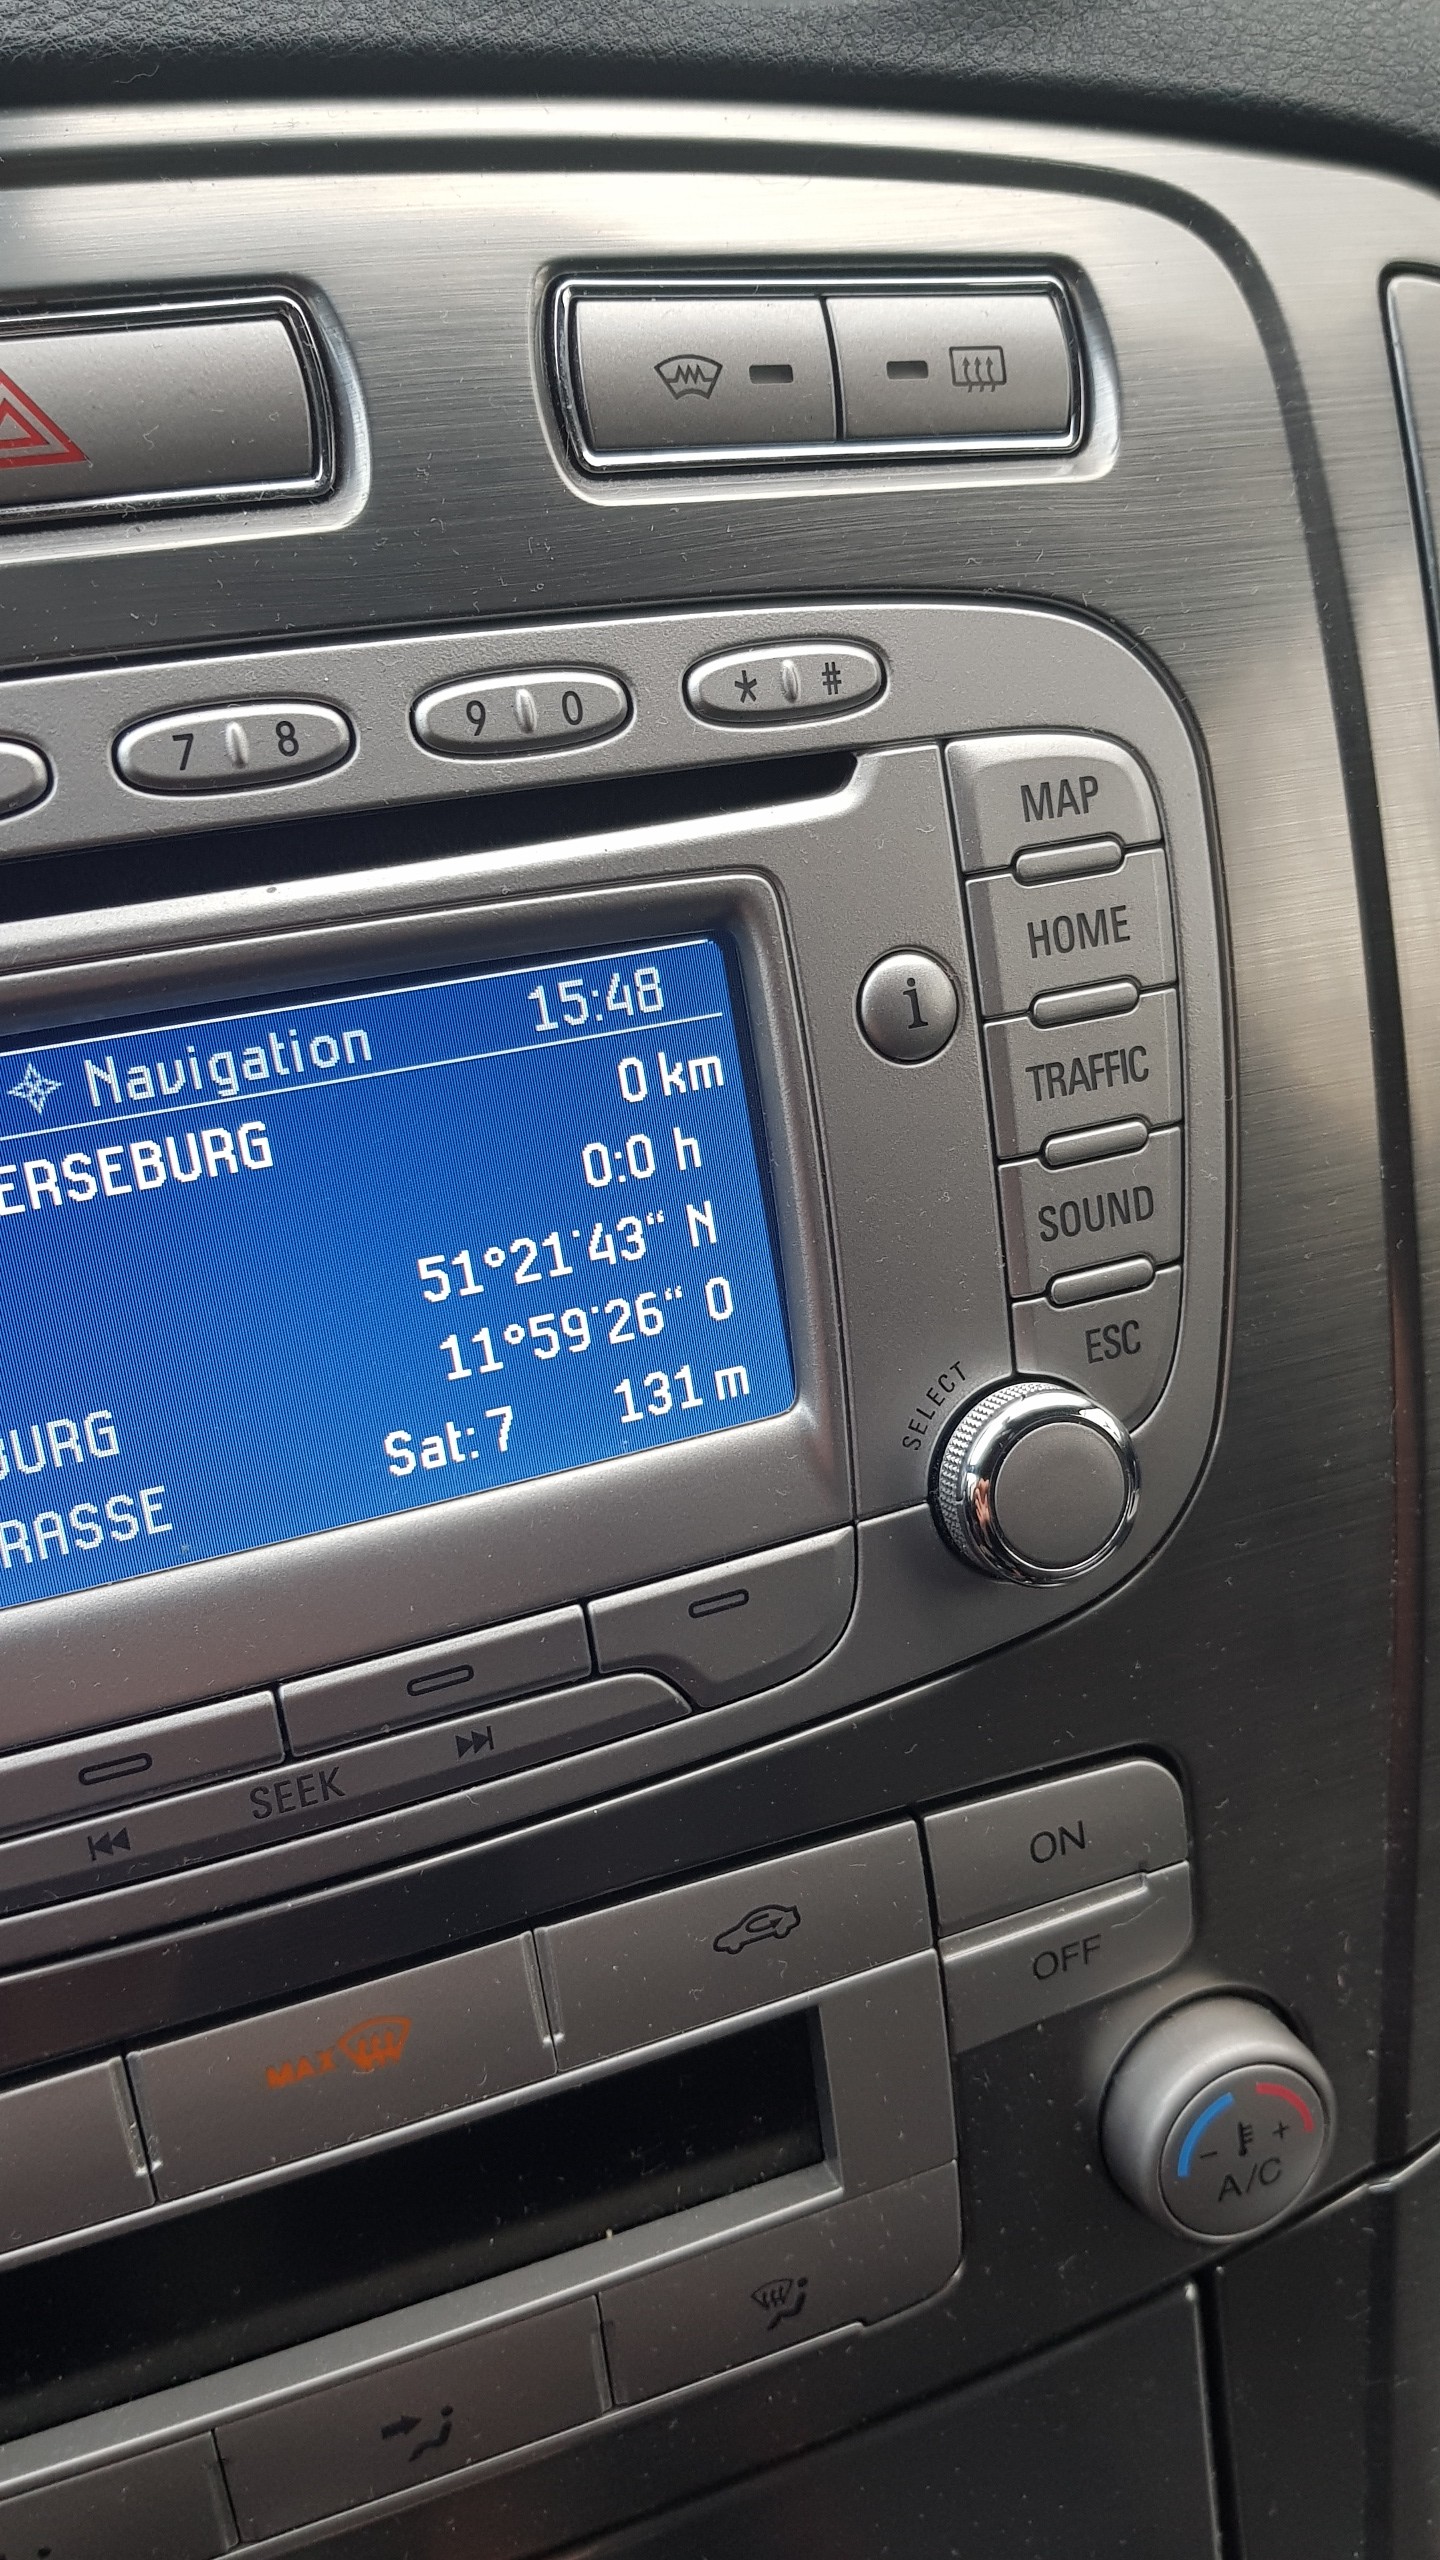 7 8
9 0
* #
MAP
HOME
TRAFFIC
SOUND
ESC
SELECT
i
Navigation 15:48
0 km
ERSEBURG 0:0 h
51°21'43" N
11°59'26" O
BURG Sat:7 131 m
RASSE
SEEK
ON
OFF
MAX
- +
A/C